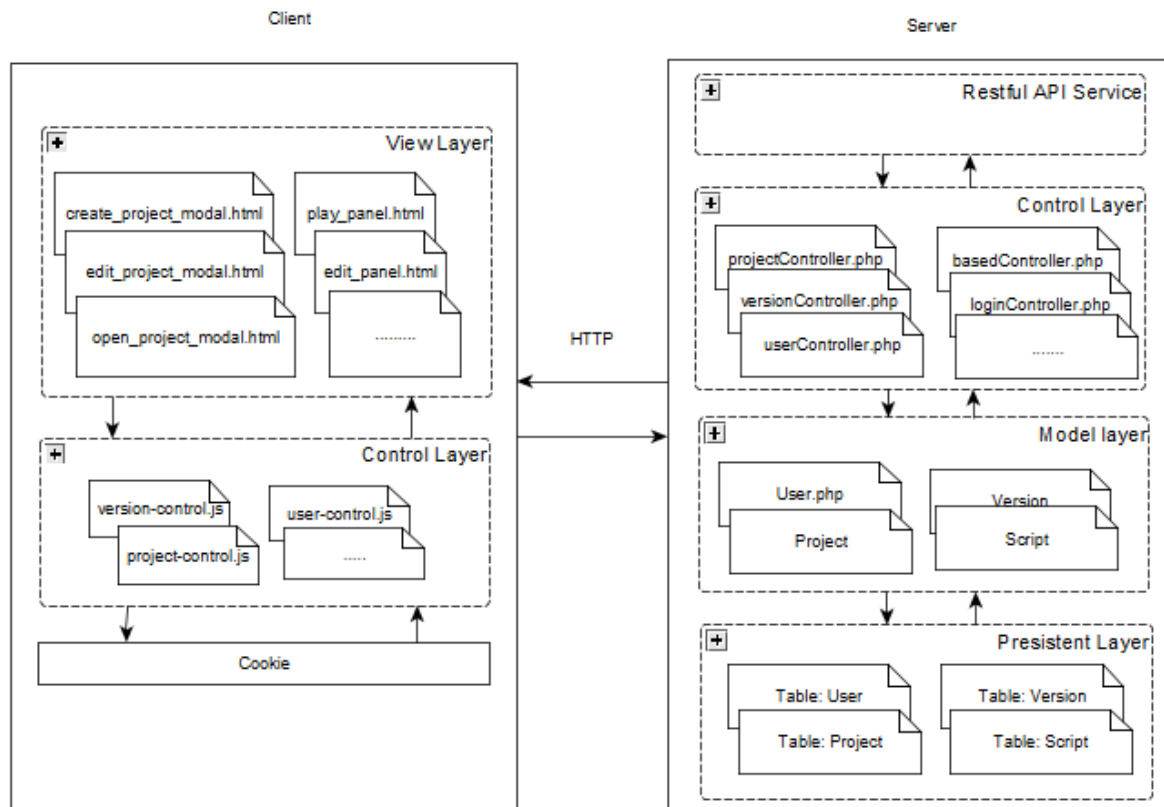 Client
Server
View Layer
create_project_modal.html
play_panel.html
edit_project_modal.html
edit_panel.html
open_project_modal.html
.........
Control Layer
version-control.js
user-control.js
project-control.js
.....
Cookie
HTTP
Restful API Service
Control Layer
projectController.php
basedController.php
versionController.php
loginController.php
userController.php
.......
Model layer
User.php
Version
Project
Script
Presistent Layer
Table: User
Table: Version
Table: Project
Table: Script